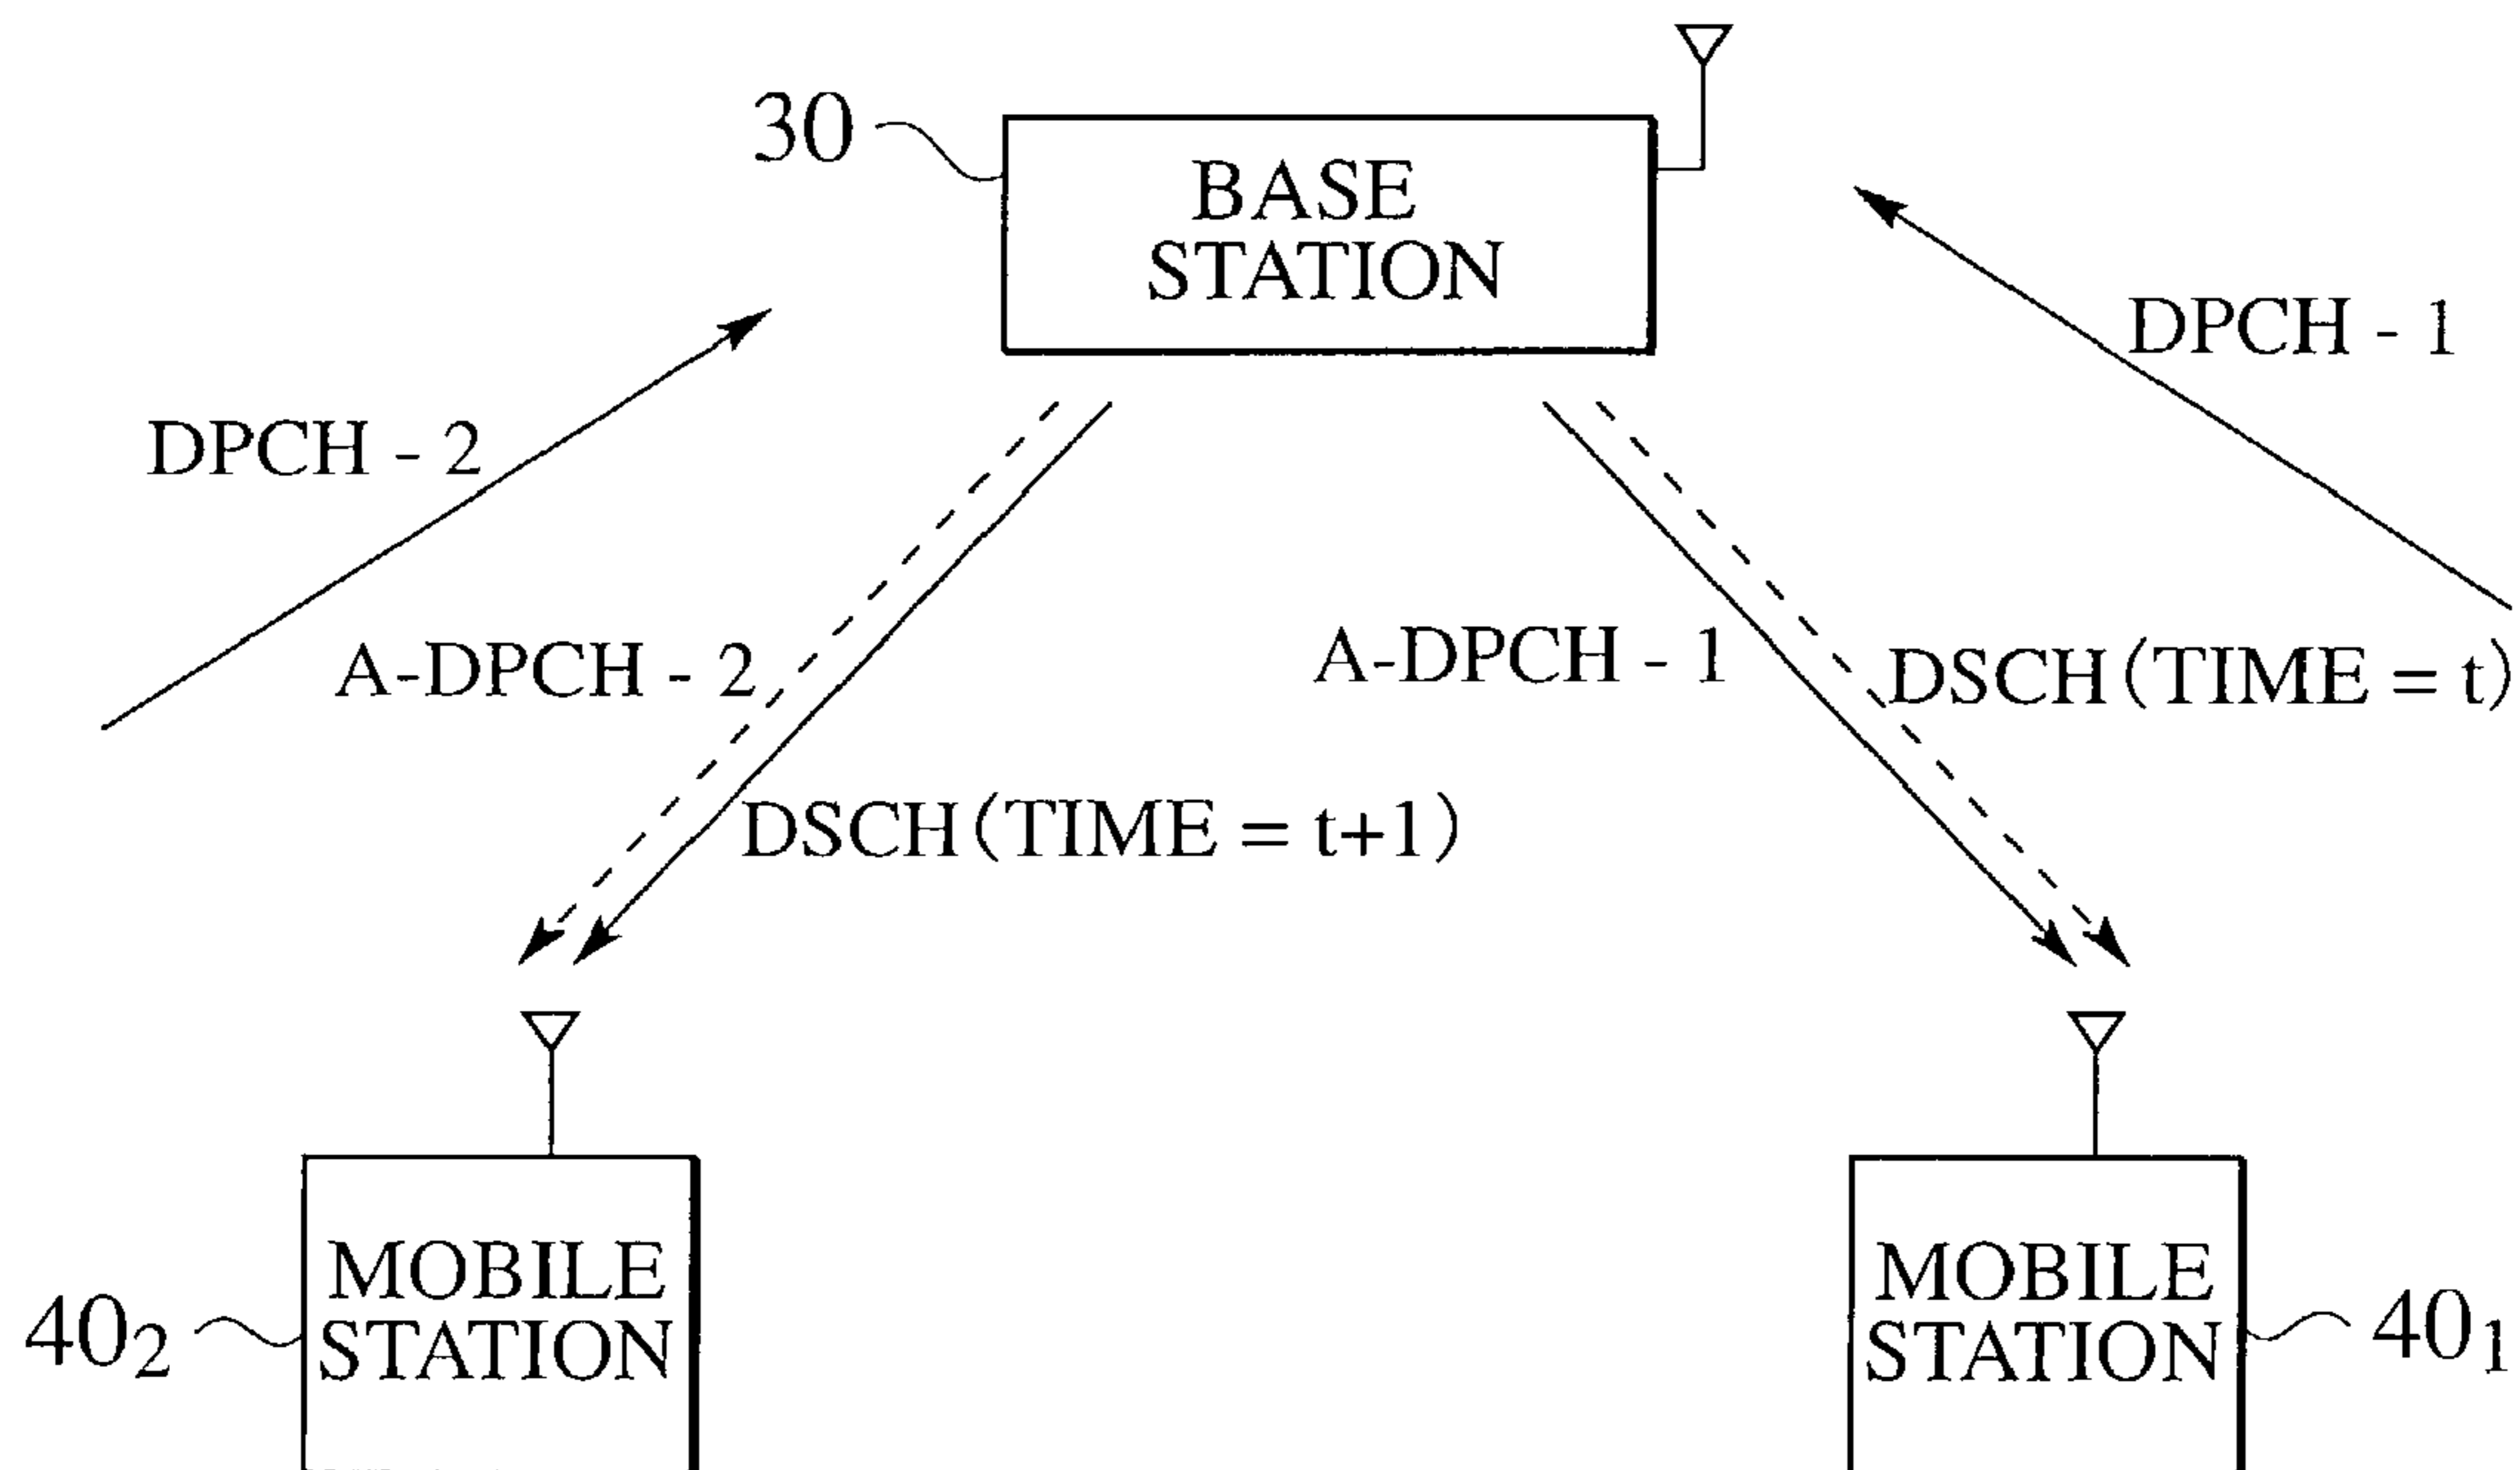 30
BASE
STATION
DPCH - 1
DPCH - 2
A-DPCH - 2
A-DPCH - 1
DSCH (TIME = t)
DSCH (TIME = t+1)
MOBILE
STATION
40₂
MOBILE
STATION
40₁